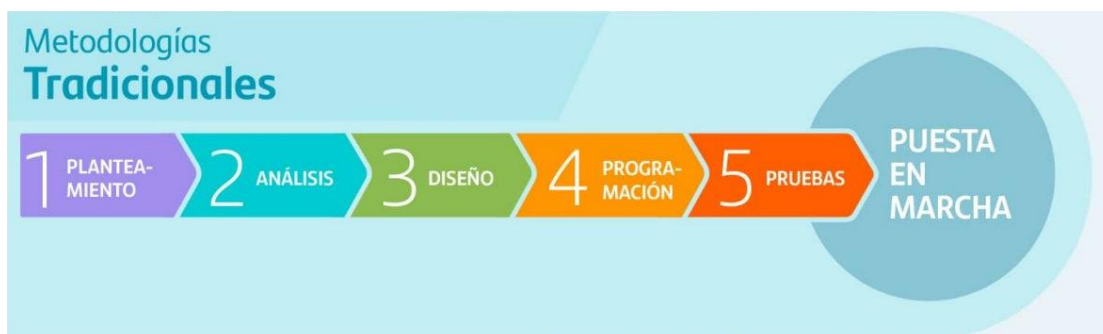 Metodologías
Tradicionales
1 PLANTEA-
MIENTO
2 ANÁLISIS
3 DISEÑO
4 PROGRA-
MACIÓN
5 PRUEBAS
PUESTA
EN
MARCHA